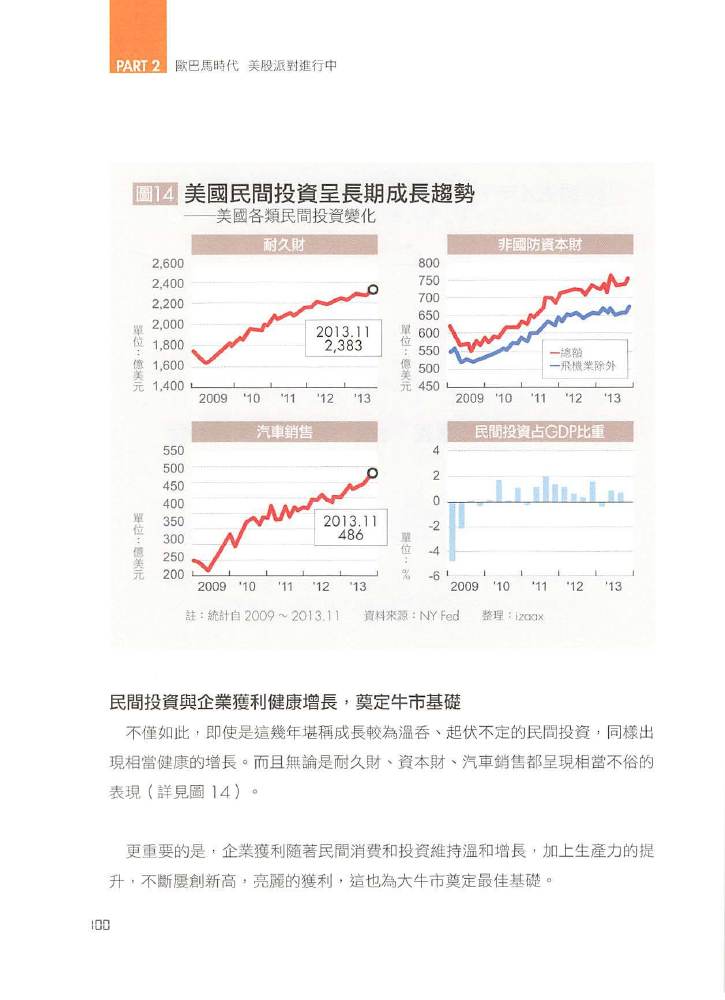 PART 2 歐巴馬時代 美股派對進行中
圖14 美國民間投資呈長期成長趨勢
——美國各類民間投資變化
耐久財
2,600
2,400
2,200
2,000
1,800
1,600
1,400
單位：億美元
2013.11
2,383
2009 '10 '11 '12 '13
非國防資本財
800
750
700
650
600
550
500
450
單位：億美元
總額
飛機業除外
2009 '10 '11 '12 '13
汽車銷售
550
500
450
400
350
300
250
200
單位：億美元
2013.11
486
2009 '10 '11 '12 '13
民間投資占GDP比重
4
2
0
-2
-4
-6
單位：%
2009 '10 '11 '12 '13
註：統計自 2009～2013.11 資料來源：NY Fed 整理：izaax
民間投資與企業獲利健康增長，奠定牛市基礎
不僅如此，即使是這幾年堪稱成長較為溫吞、起伏不定的民間投資，同樣出
現相當健康的增長。而且無論是耐久財、資本財、汽車銷售都呈現相當不俗的
表現（詳見圖 14）。
更重要的是，企業獲利隨著民間消費和投資維持溫和增長，加上生產力的提
升，不斷屢創新高，亮麗的獲利，這也為大牛市奠定最佳基礎。
100